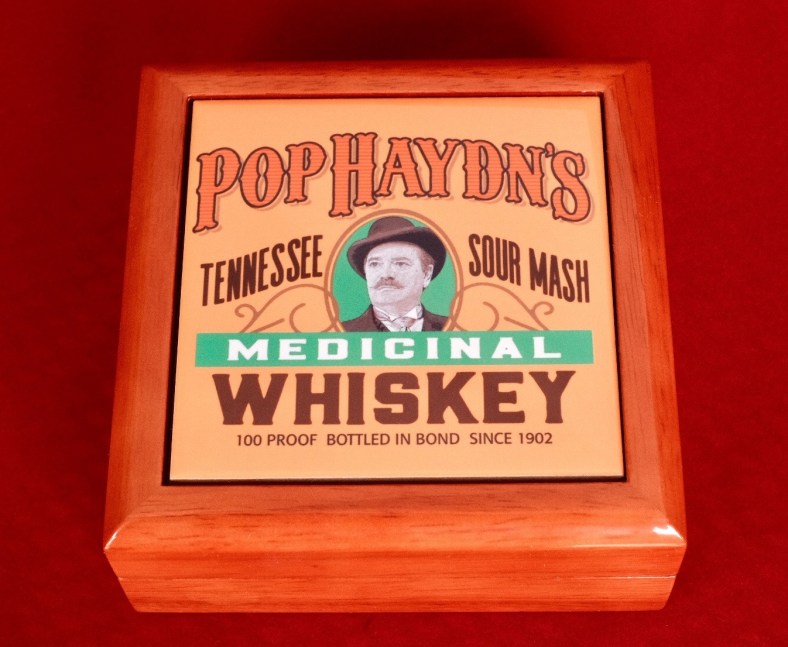 POP HAYDN'S
TENNESSEE SOUR MASH
MEDICINAL
WHISKEY
100 PROOF BOTTLED IN BOND SINCE 1902